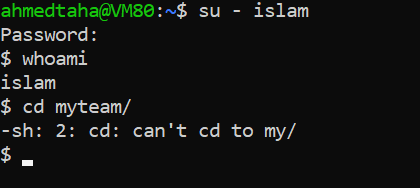 ahmedtaha@VM80:~$ su - islam
Password:
$ whoami
islam
$ cd myteam/
-sh: 2: cd: can't cd to my/
$